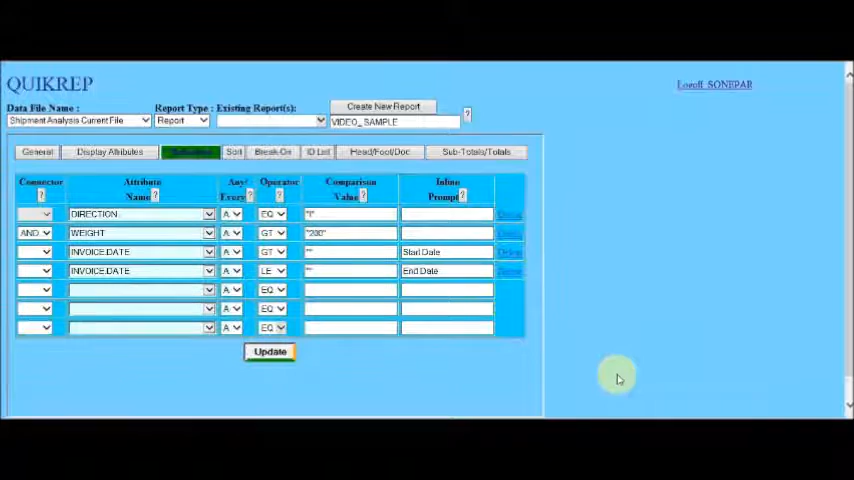 QUIKREP
Logoff SONEPAR
Data File Name :
Report Type :
Existing Report(s):
Create New Report
Shipment Analysis Current File
Report
VIDEO_SAMPLE
?
General
Display Attributes
Sort
Break-On
ID List
Head/Foot/Doc
Sub-Totals/Totals
Connector
?
Attribute
Name ?
Any/
Every ?
Operator
?
Comparison
Value ?
Inline
Prompt ?
DIRECTION A EQ "I"
AND WEIGHT A GT "200"
INVOICE.DATE A GT "" Start Date
INVOICE.DATE A LE "" End Date
A EQ
A EQ
A EQ
Update